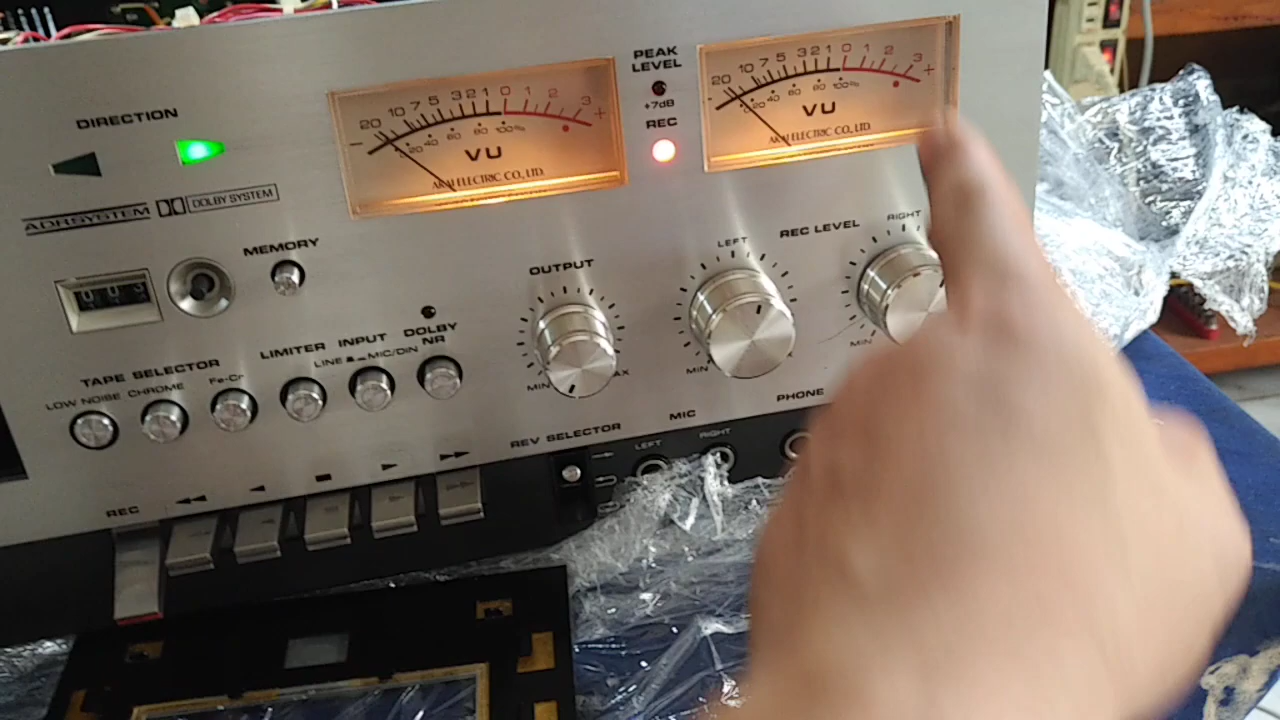 DIRECTION
ADRSYSTEM DOLBY SYSTEM
MEMORY
003
TAPE SELECTOR
LOW NOISE CHROME Fe-Cr
LIMITER INPUT DOLBY NR
LINE MIC/DIN
20 10 7 5 3 2 1 0 1 2 3 +
- 20 40 60 80 100%
VU
AKAI ELECTRIC CO., LTD.
PEAK
LEVEL
+7dB
REC
20 10 7 5 3 2 1 0 1 2 3 +
- 20 40 60 80 100%
VU
AKAI ELECTRIC CO., LTD.
OUTPUT
MIN
REC LEVEL
LEFT
RIGHT
MIN
MIN
REC
REV SELECTOR
MIC
LEFT
RIGHT
PHONE